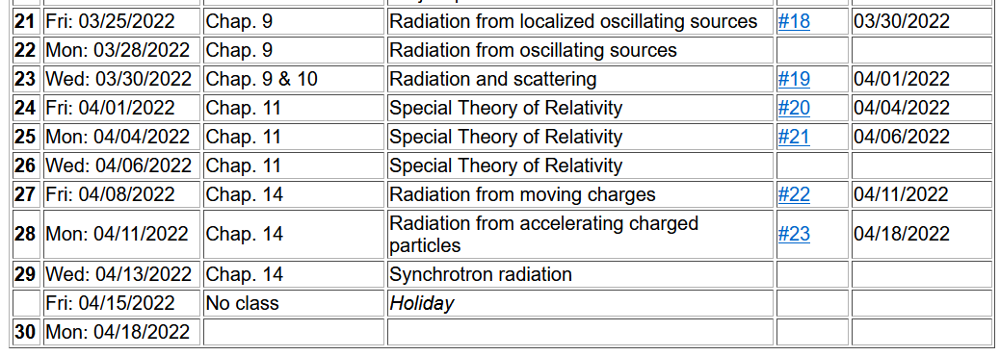 21 Fri: 03/25/2022 Chap. 9 Radiation from localized oscillating sources #18 03/30/2022
22 Mon: 03/28/2022 Chap. 9 Radiation from oscillating sources
23 Wed: 03/30/2022 Chap. 9 & 10 Radiation and scattering #19 04/01/2022
24 Fri: 04/01/2022 Chap. 11 Special Theory of Relativity #20 04/04/2022
25 Mon: 04/04/2022 Chap. 11 Special Theory of Relativity #21 04/06/2022
26 Wed: 04/06/2022 Chap. 11 Special Theory of Relativity
27 Fri: 04/08/2022 Chap. 14 Radiation from moving charges #22 04/11/2022
28 Mon: 04/11/2022 Chap. 14 Radiation from accelerating charged
particles #23 04/18/2022
29 Wed: 04/13/2022 Chap. 14 Synchrotron radiation
Fri: 04/15/2022 No class Holiday
30 Mon: 04/18/2022